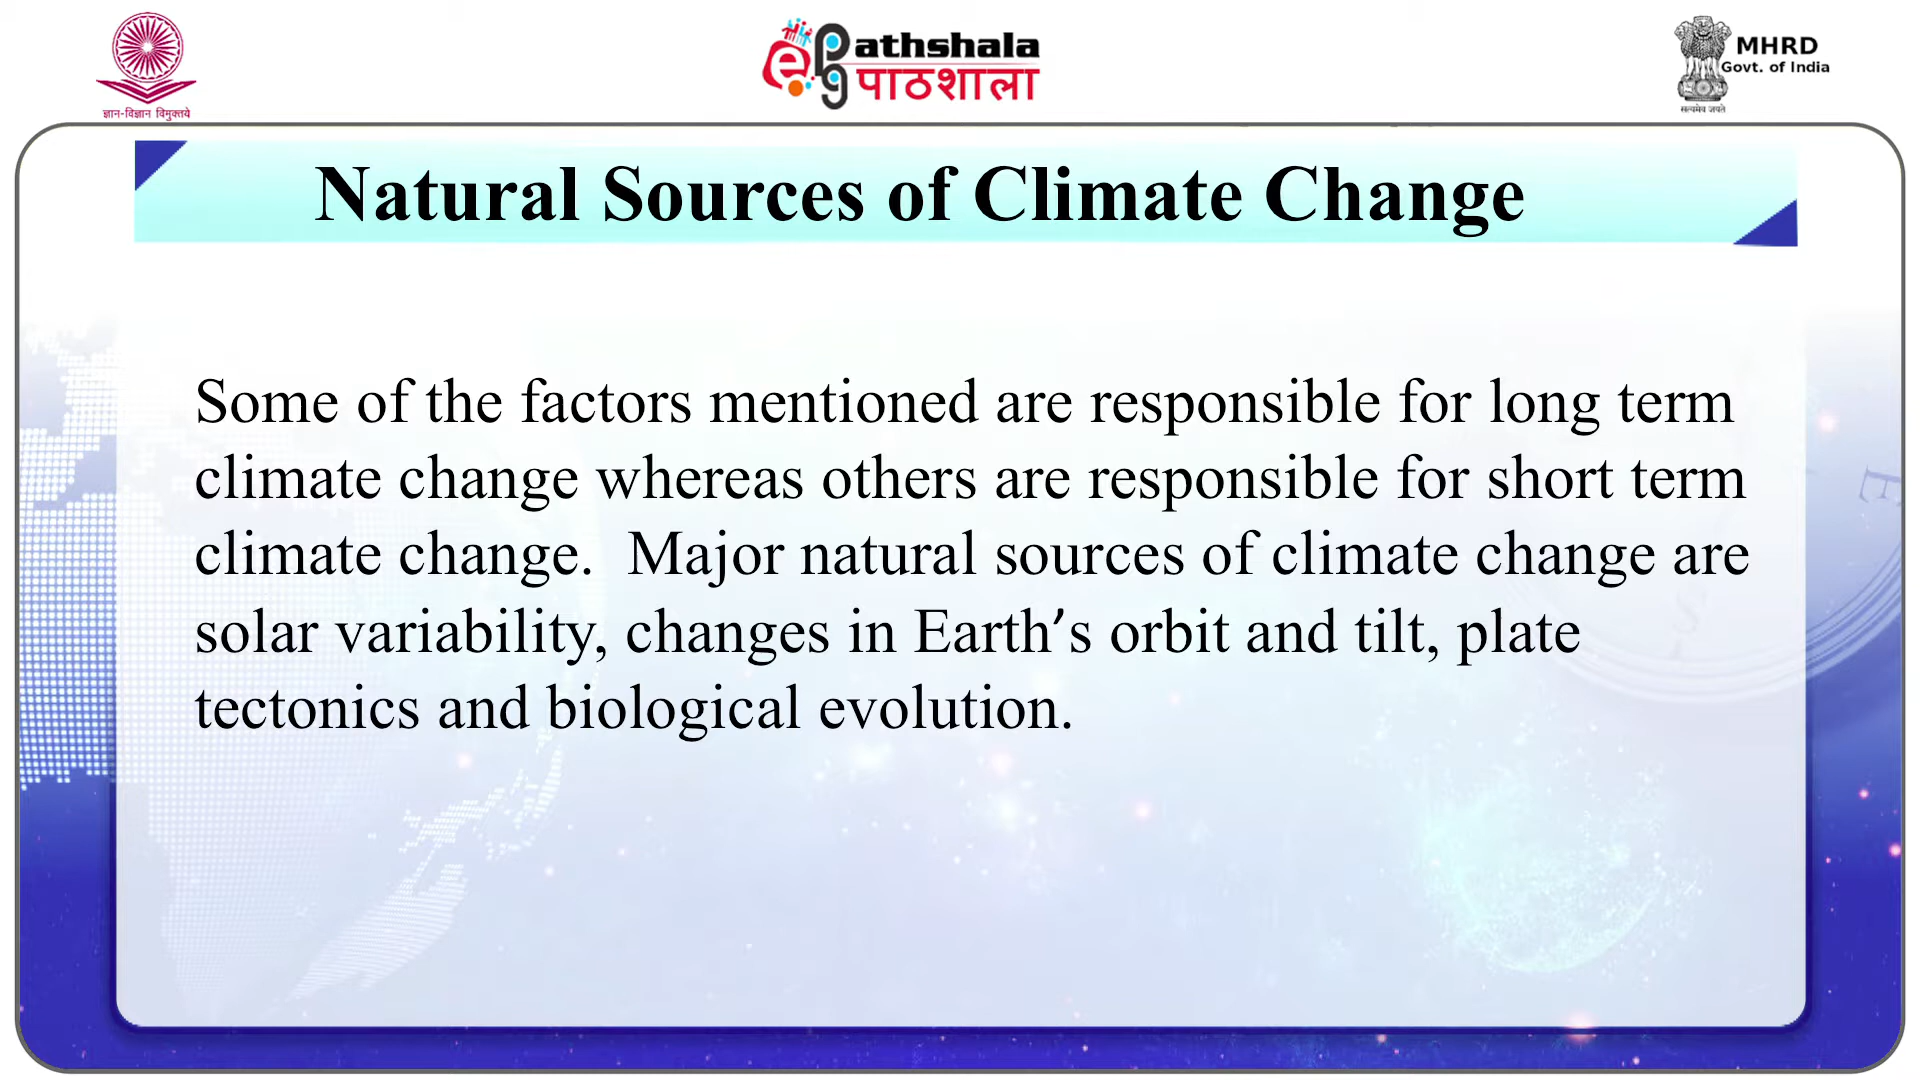 ज्ञान-विज्ञान विमुक्तये
ePG Pathshala
पाठशाला
MHRD
Govt. of India
सत्यमेव जयते
Natural Sources of Climate Change
Some of the factors mentioned are responsible for long term
climate change whereas others are responsible for short term
climate change.  Major natural sources of climate change are
solar variability, changes in Earth’s orbit and tilt, plate
tectonics and biological evolution.